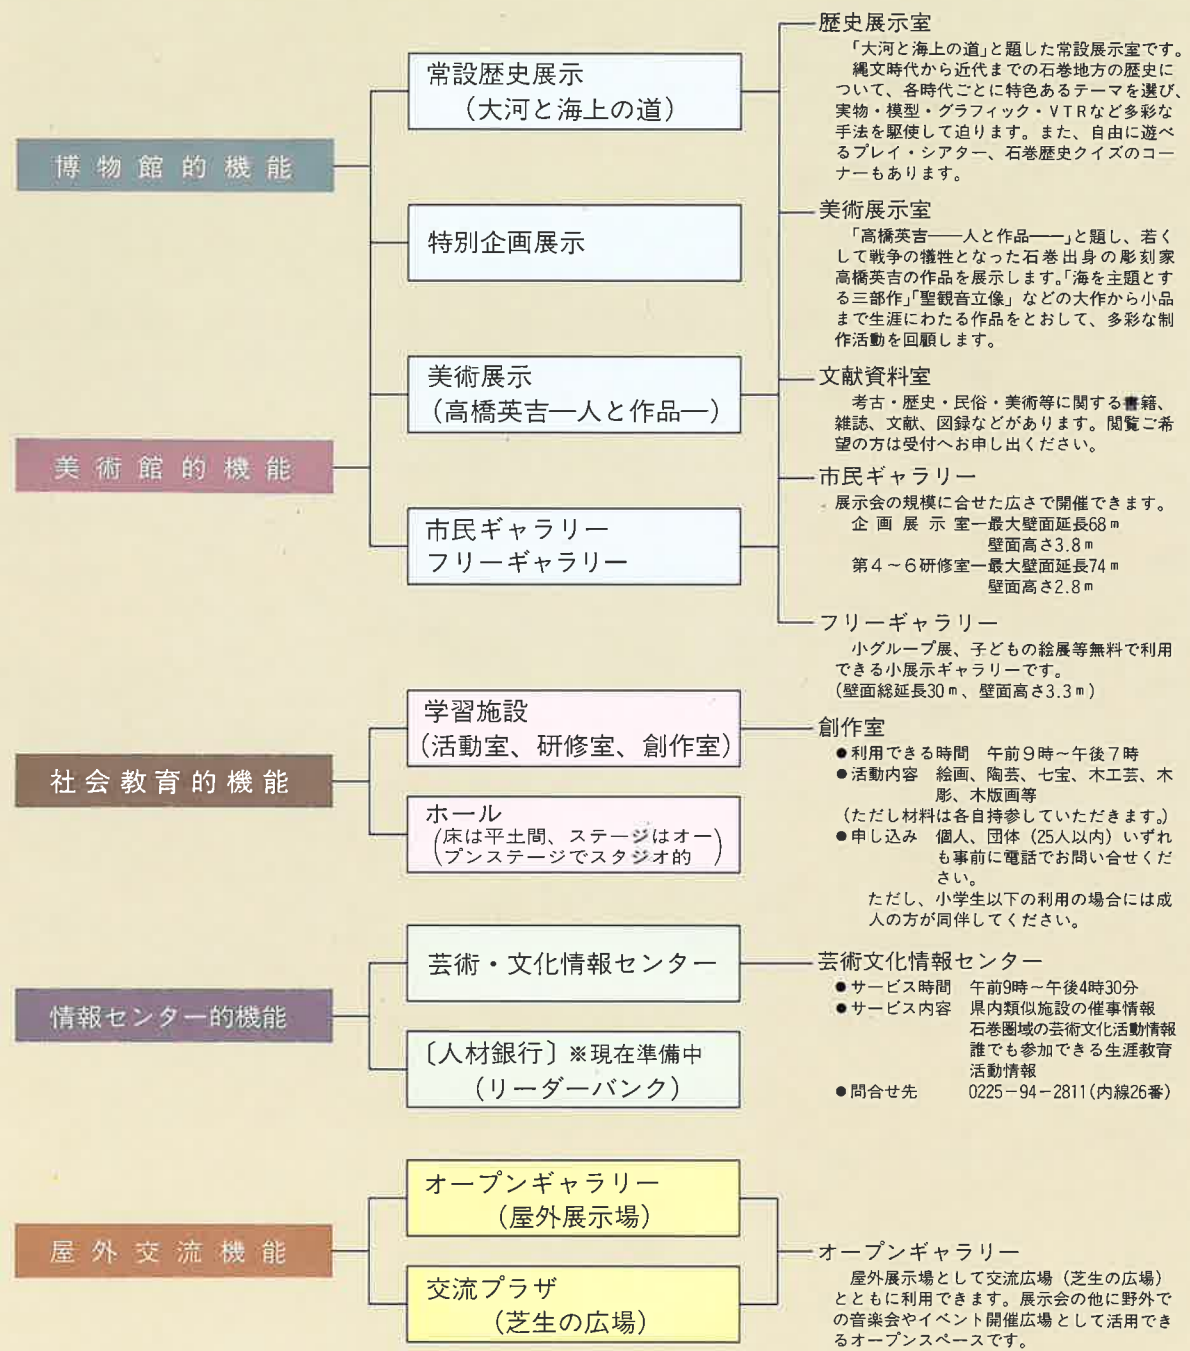 博物館的機能
美術館的機能
社会教育的機能
情報センター的機能
屋外交流機能
常設歴史展示
（大河と海上の道）
特別企画展示
美術展示
（高橋英吉―人と作品―）
市民ギャラリー
フリーギャラリー
学習施設
（活動室、研修室、創作室）
ホール
（床は平土間、ステージはオー
プンステージでスタジオ的）
芸術・文化情報センター
〔人材銀行〕※現在準備中
（リーダーバンク）
オープンギャラリー
（屋外展示場）
交流プラザ
（芝生の広場）
歴史展示室
「大河と海上の道」と題した常設展示室です。
縄文時代から近代までの石巻地方の歴史に
ついて、各時代ごとに特色あるテーマを選び、
実物・模型・グラフィック・ＶＴＲなど多彩な
手法を駆使して迫ります。また、自由に遊べ
るプレイ・シアター、石巻歴史クイズのコー
ナーもあります。
美術展示室
「高橋英吉――人と作品――」と題し、若く
して戦争の犠牲となった石巻出身の彫刻家
高橋英吉の作品を展示します。「海を主題とす
る三部作」「聖観音立像」などの大作から小品
まで生涯にわたる作品をとおして、多彩な制
作活動を回顧します。
文献資料室
考古・歴史・民俗・美術等に関する書籍、
雑誌、文献、図録などがあります。閲覧ご希
望の方は受付へお申し出ください。
市民ギャラリー
展示会の規模に合せた広さで開催できます。
企画展示室―最大壁面延長68ｍ
壁面高さ3.8ｍ
第４～６研修室―最大壁面延長74ｍ
壁面高さ2.8ｍ
フリーギャラリー
小グループ展、子どもの絵展等無料で利用
できる小展示ギャラリーです。
（壁面総延長30ｍ、壁面高さ3.3ｍ）
創作室
●利用できる時間　午前９時～午後７時
●活動内容　絵画、陶芸、七宝、木工芸、木
彫、木版画等
（ただし材料は各自持参していただきます。）
●申し込み　個人、団体（25人以内）いずれ
も事前に電話でお問い合せくだ
さい。
ただし、小学生以下の利用の場合には成
人の方が同伴してください。
芸術文化情報センター
●サービス時間　午前9時～午後4時30分
●サービス内容　県内類似施設の催事情報
石巻圏域の芸術文化活動情報
誰でも参加できる生涯教育
活動情報
●問合せ先　0225－94－2811（内線26番）
オープンギャラリー
屋外展示場として交流広場（芝生の広場）
とともに利用できます。展示会の他に野外で
の音楽会やイベント開催広場として活用でき
るオープンスペースです。